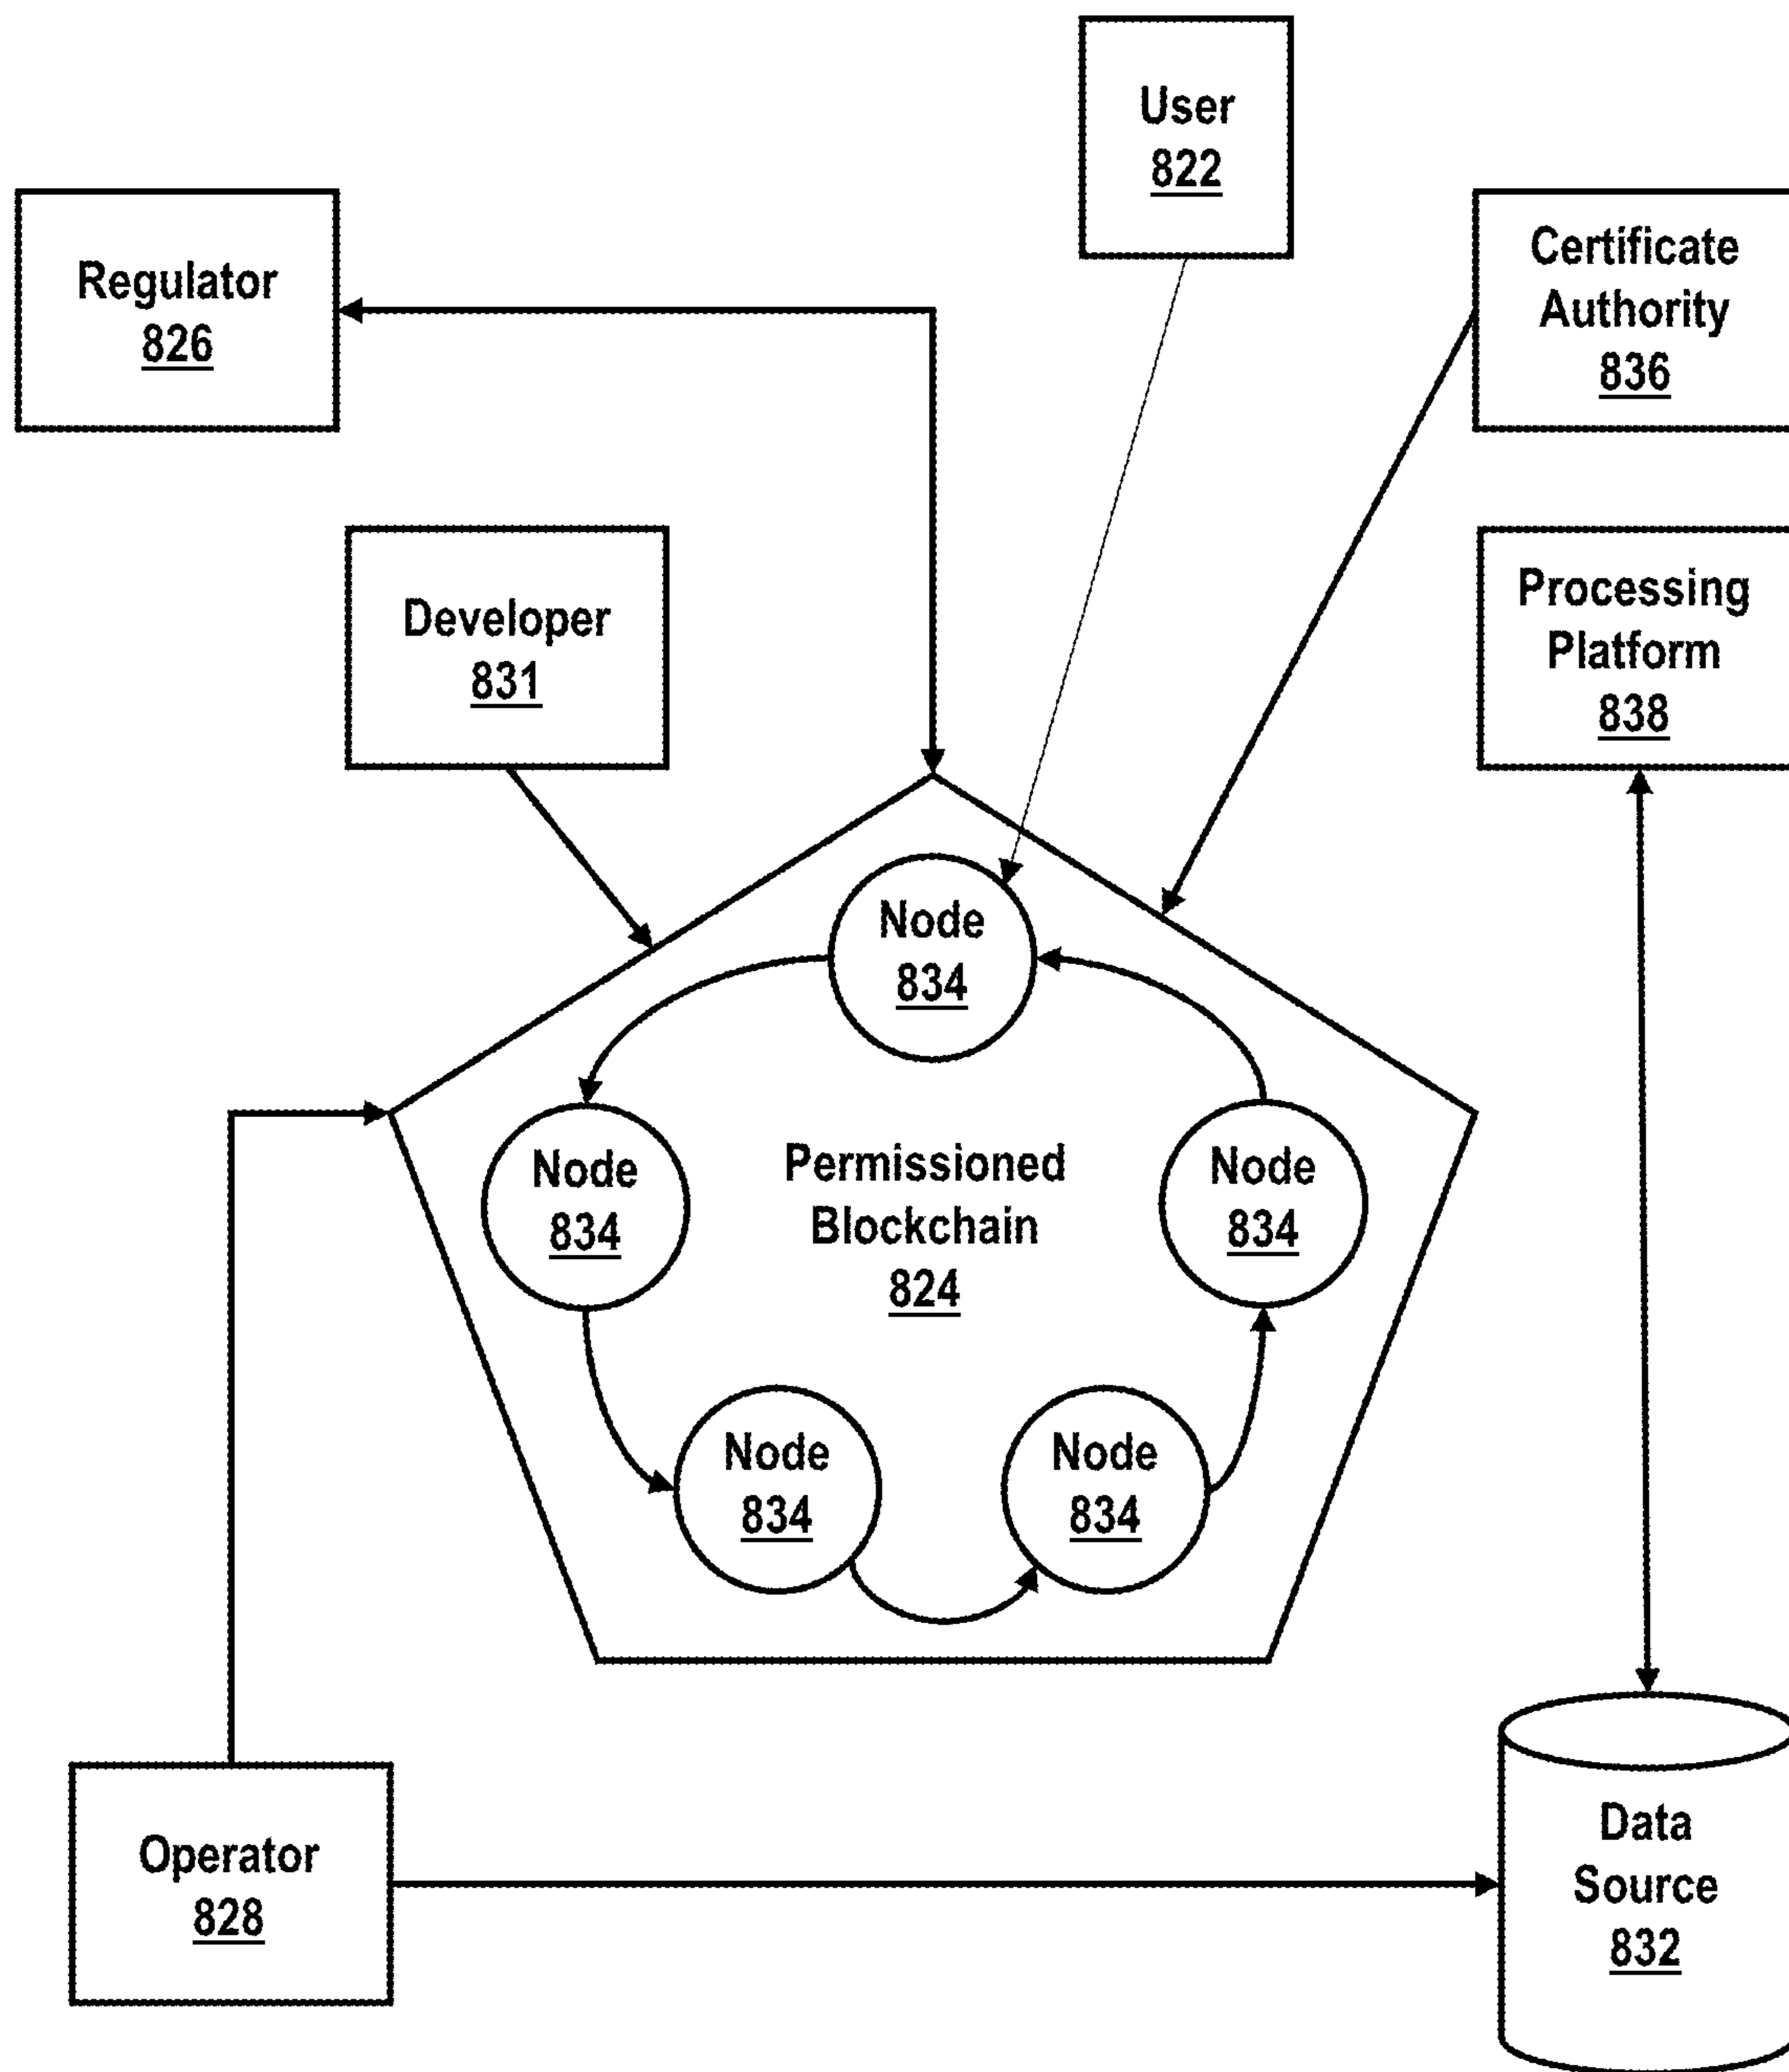 User
822
Regulator
826
Certificate
Authority
836
Developer
831
Processing
Platform
838
Node
834
Node
834
Permissioned
Blockchain
824
Node
834
Node
834
Node
834
Operator
828
Data
Source
832